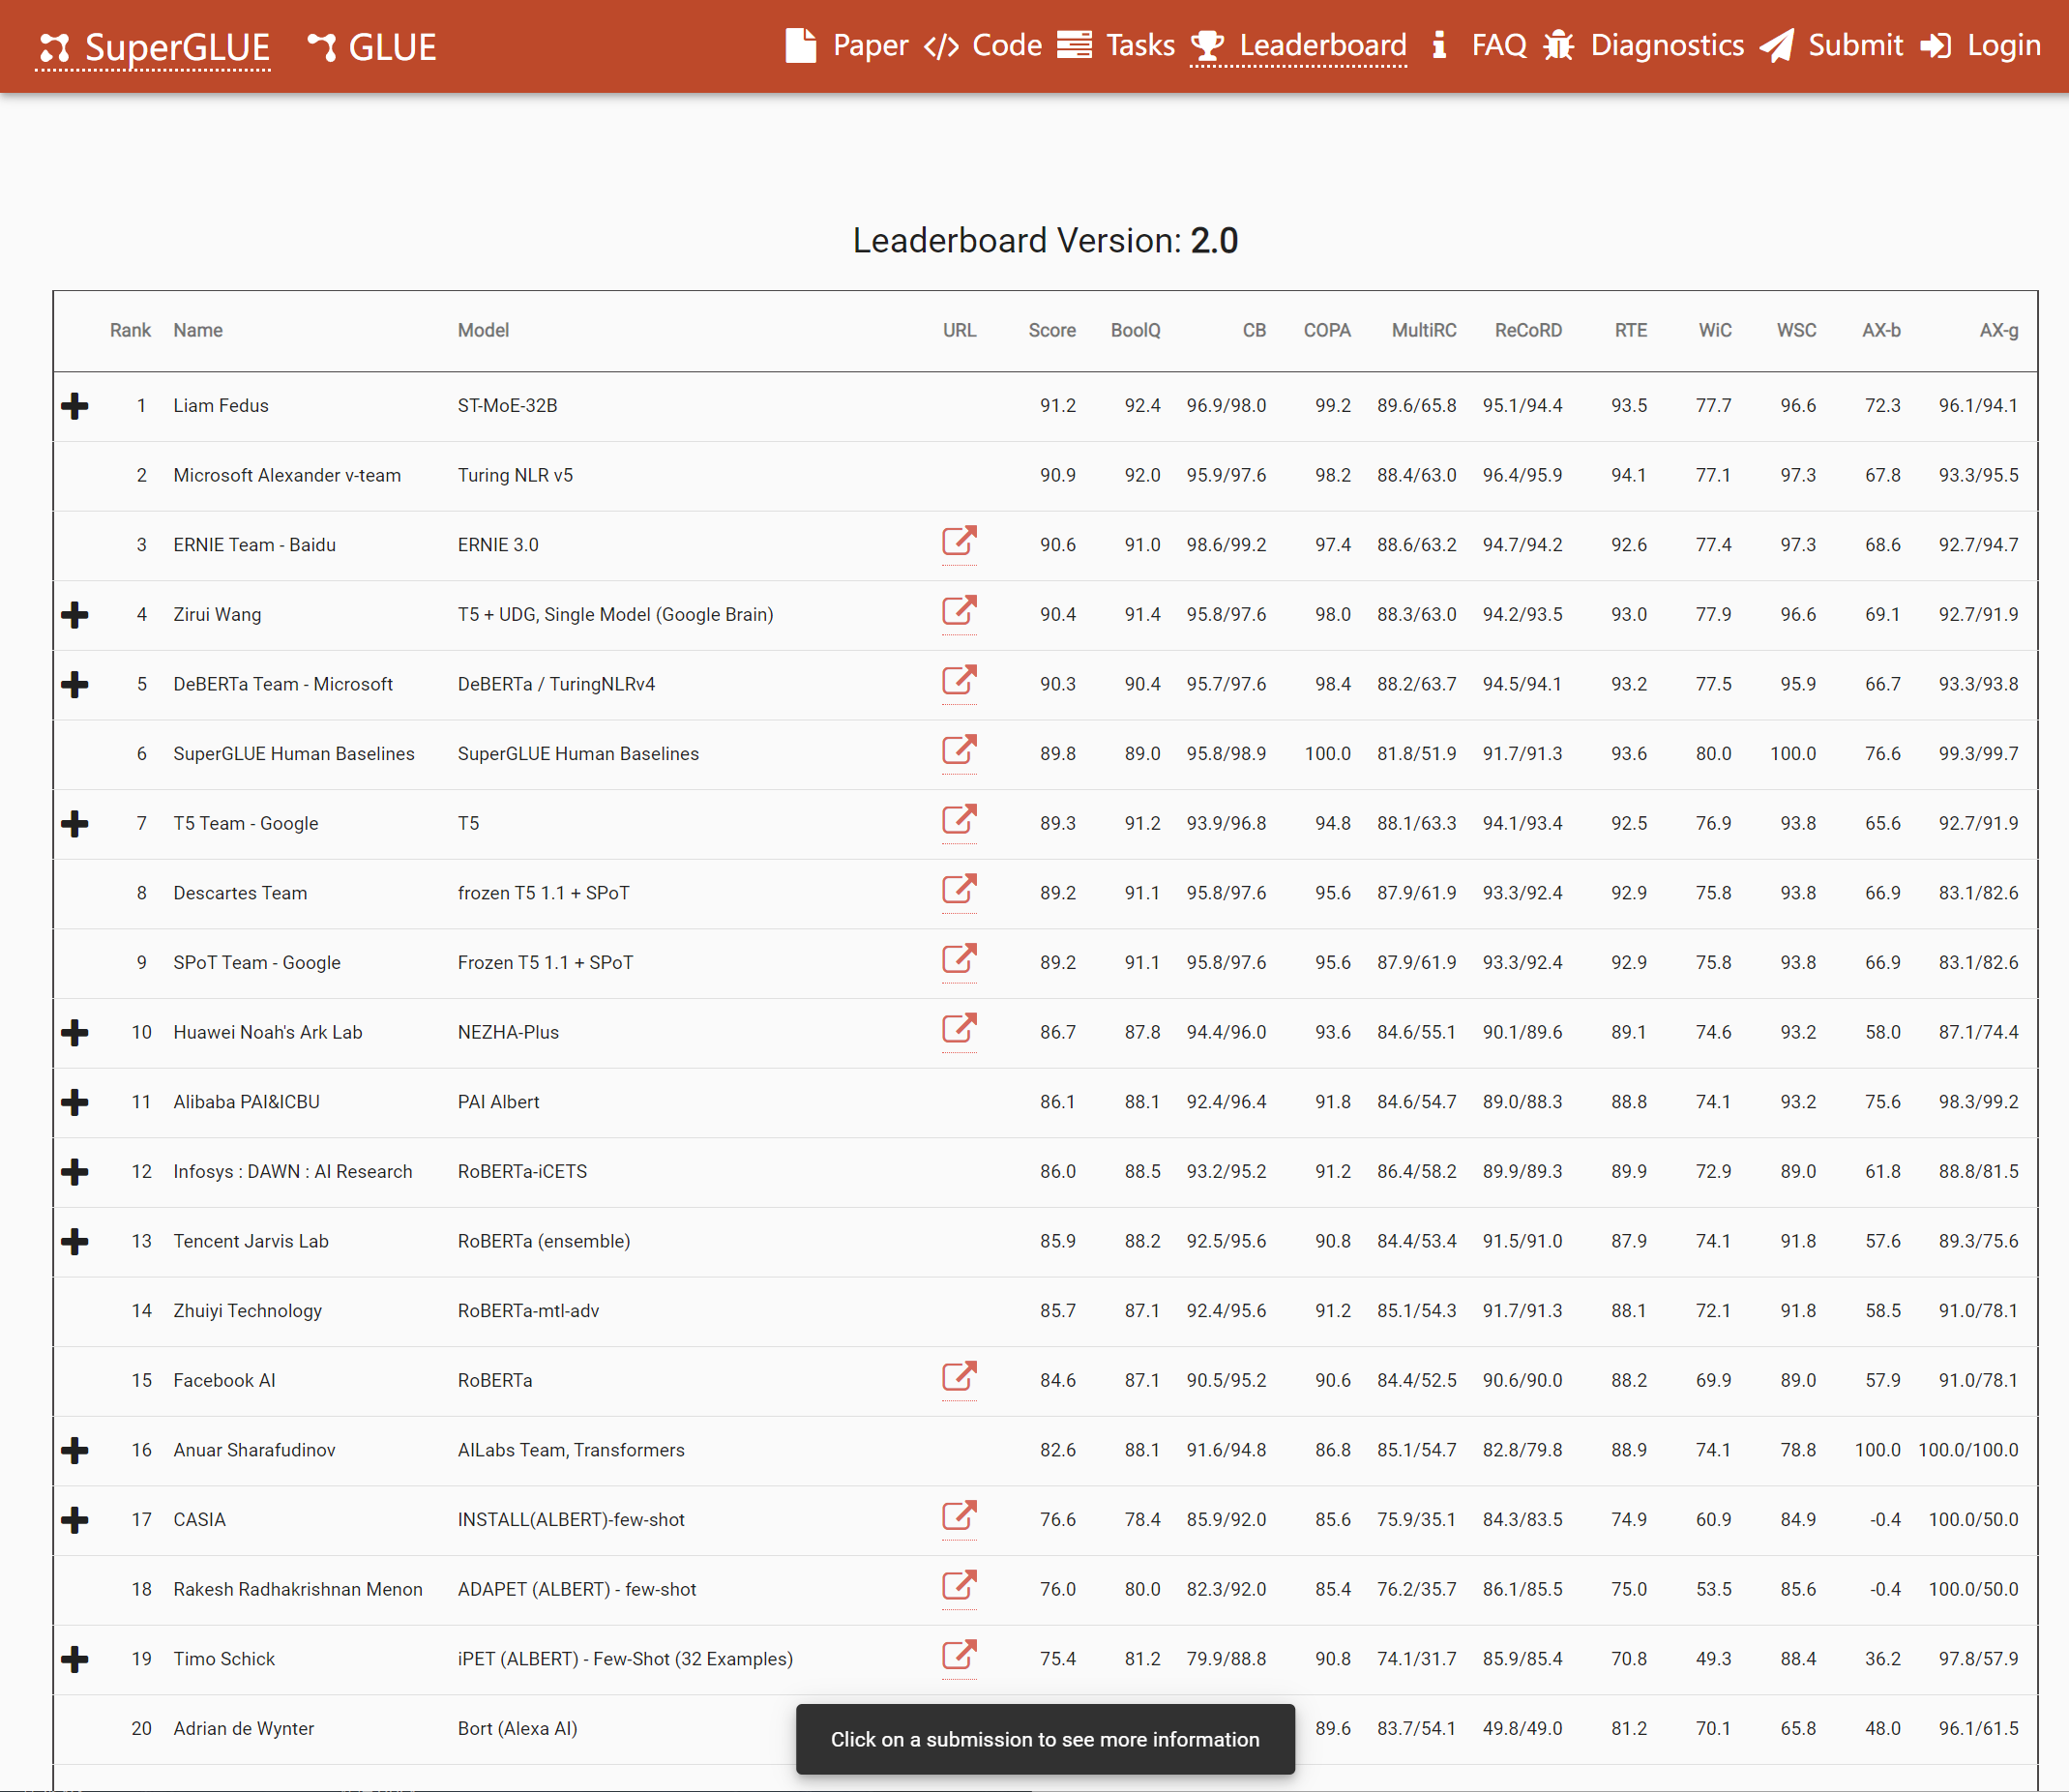 SuperGLUE GLUE Paper </> Code Tasks Leaderboard FAQ Diagnostics Submit Login
Leaderboard Version: 2.0
Rank Name Model URL Score BoolQ CB COPA MultiRC ReCoRD RTE WiC WSC AX-b AX-g
1 Liam Fedus ST-MoE-32B 91.2 92.4 96.9/98.0 99.2 89.6/65.8 95.1/94.4 93.5 77.7 96.6 72.3 96.1/94.1
2 Microsoft Alexander v-team Turing NLR v5 90.9 92.0 95.9/97.6 98.2 88.4/63.0 96.4/95.9 94.1 77.1 97.3 67.8 93.3/95.5
3 ERNIE Team - Baidu ERNIE 3.0 90.6 91.0 98.6/99.2 97.4 88.6/63.2 94.7/94.2 92.6 77.4 97.3 68.6 92.7/94.7
4 Zirui Wang T5 + UDG, Single Model (Google Brain) 90.4 91.4 95.8/97.6 98.0 88.3/63.0 94.2/93.5 93.0 77.9 96.6 69.1 92.7/91.9
5 DeBERTa Team - Microsoft DeBERTa / TuringNLRv4 90.3 90.4 95.7/97.6 98.4 88.2/63.7 94.5/94.1 93.2 77.5 95.9 66.7 93.3/93.8
6 SuperGLUE Human Baselines SuperGLUE Human Baselines 89.8 89.0 95.8/98.9 100.0 81.8/51.9 91.7/91.3 93.6 80.0 100.0 76.6 99.3/99.7
7 T5 Team - Google T5 89.3 91.2 93.9/96.8 94.8 88.1/63.3 94.1/93.4 92.5 76.9 93.8 65.6 92.7/91.9
8 Descartes Team frozen T5 1.1 + SPoT 89.2 91.1 95.8/97.6 95.6 87.9/61.9 93.3/92.4 92.9 75.8 93.8 66.9 83.1/82.6
9 SPoT Team - Google Frozen T5 1.1 + SPoT 89.2 91.1 95.8/97.6 95.6 87.9/61.9 93.3/92.4 92.9 75.8 93.8 66.9 83.1/82.6
10 Huawei Noah's Ark Lab NEZHA-Plus 86.7 87.8 94.4/96.0 93.6 84.6/55.1 90.1/89.6 89.1 74.6 93.2 58.0 87.1/74.4
11 Alibaba PAI&ICBU PAI Albert 86.1 88.1 92.4/96.4 91.8 84.6/54.7 89.0/88.3 88.8 74.1 93.2 75.6 98.3/99.2
12 Infosys : DAWN : AI Research RoBERTa-iCETS 86.0 88.5 93.2/95.2 91.2 86.4/58.2 89.9/89.3 89.9 72.9 89.0 61.8 88.8/81.5
13 Tencent Jarvis Lab RoBERTa (ensemble) 85.9 88.2 92.5/95.6 90.8 84.4/53.4 91.5/91.0 87.9 74.1 91.8 57.6 89.3/75.6
14 Zhuiyi Technology RoBERTa-mtl-adv 85.7 87.1 92.4/95.6 91.2 85.1/54.3 91.7/91.3 88.1 72.1 91.8 58.5 91.0/78.1
15 Facebook AI RoBERTa 84.6 87.1 90.5/95.2 90.6 84.4/52.5 90.6/90.0 88.2 69.9 89.0 57.9 91.0/78.1
16 Anuar Sharafudinov AILabs Team, Transformers 82.6 88.1 91.6/94.8 86.8 85.1/54.7 82.8/79.8 88.9 74.1 78.8 100.0 100.0/100.0
17 CASIA INSTALL(ALBERT)-few-shot 76.6 78.4 85.9/92.0 85.6 75.9/35.1 84.3/83.5 74.9 60.9 84.9 -0.4 100.0/50.0
18 Rakesh Radhakrishnan Menon ADAPET (ALBERT) - few-shot 76.0 80.0 82.3/92.0 85.4 76.2/35.7 86.1/85.5 75.0 53.5 85.6 -0.4 100.0/50.0
19 Timo Schick iPET (ALBERT) - Few-Shot (32 Examples) 75.4 81.2 79.9/88.8 90.8 74.1/31.7 85.9/85.4 70.8 49.3 88.4 36.2 97.8/57.9
20 Adrian de Wynter Bort (Alexa AI) 89.6 83.7/54.1 49.8/49.0 81.2 70.1 65.8 48.0 96.1/61.5
Click on a submission to see more information